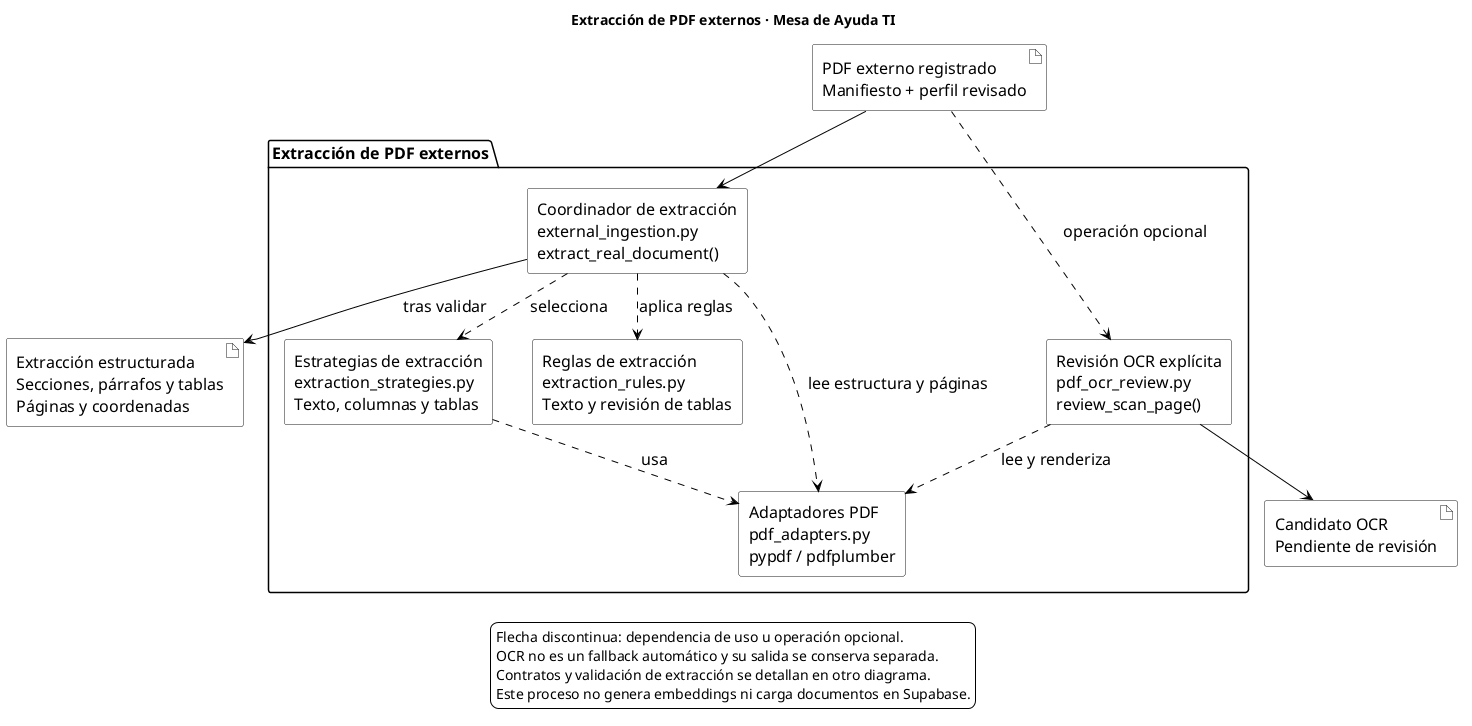 Extracción de PDF externos · Mesa de Ayuda TI
PDF externo registrado
Manifiesto + perfil revisado
Extracción de PDF externos
Coordinador de extracción
external_ingestion.py
extract_real_document()
operación opcional
tras validar
selecciona
aplica reglas
Extracción estructurada
Secciones, párrafos y tablas
Páginas y coordenadas
Estrategias de extracción
extraction_strategies.py
Texto, columnas y tablas
Reglas de extracción
extraction_rules.py
Texto y revisión de tablas
lee estructura y páginas
Revisión OCR explícita
pdf_ocr_review.py
review_scan_page()
usa
lee y renderiza
Adaptadores PDF
pdf_adapters.py
pypdf / pdfplumber
Candidato OCR
Pendiente de revisión
Flecha discontinua: dependencia de uso u operación opcional.
OCR no es un fallback automático y su salida se conserva separada.
Contratos y validación de extracción se detallan en otro diagrama.
Este proceso no genera embeddings ni carga documentos en Supabase.